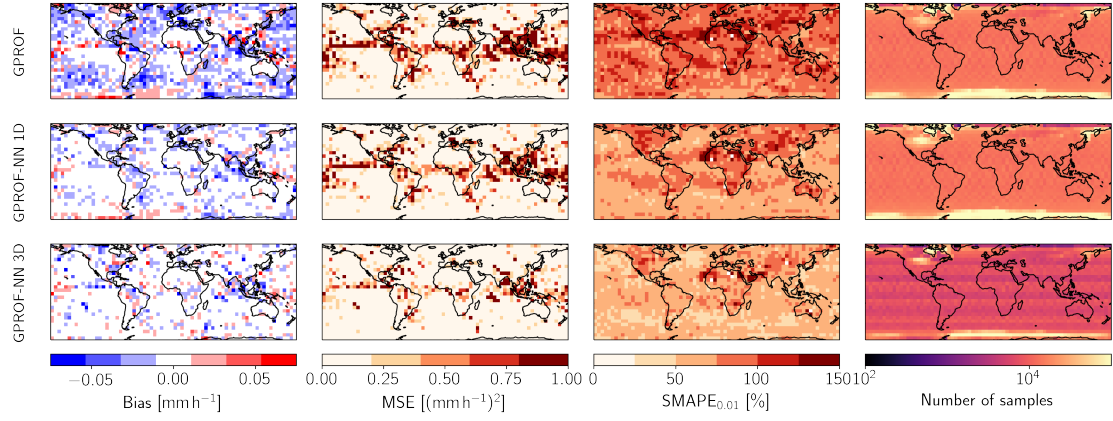 GPROF
GPROF-NN 1D
GPROF-NN 3D
−0.05 0.00 0.05
Bias [mm h⁻¹]
0.00 0.25 0.50 0.75 1.00
MSE [(mm h⁻¹)²]
0 50 100 150
SMAPE₀.₀₁ [%]
10² 10⁴
Number of samples